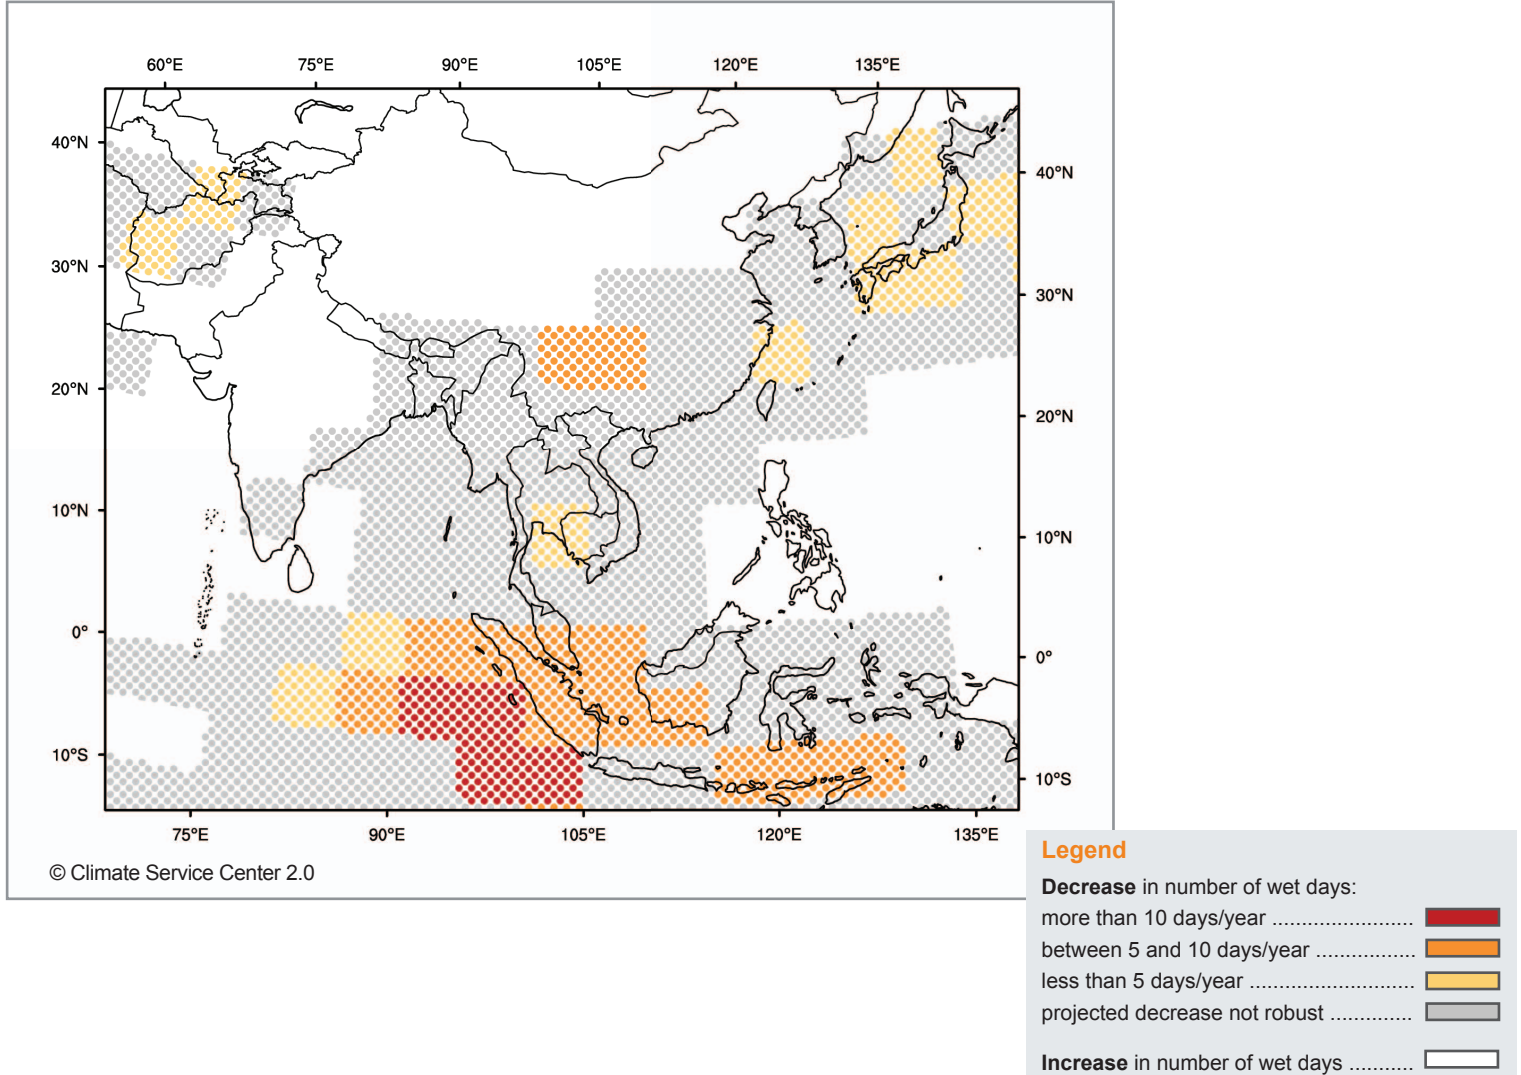 60°E 75°E 90°E 105°E 120°E 135°E
40°N
40°N
30°N
30°N
20°N
20°N
10°N
10°N
0°
0°
10°S
10°S
75°E 90°E 105°E 120°E 135°E
© Climate Service Center 2.0
Legend
Decrease in number of wet days:
more than 10 days/year ........................
between 5 and 10 days/year .................
less than 5 days/year ............................
projected decrease not robust ..............
Increase in number of wet days ...........